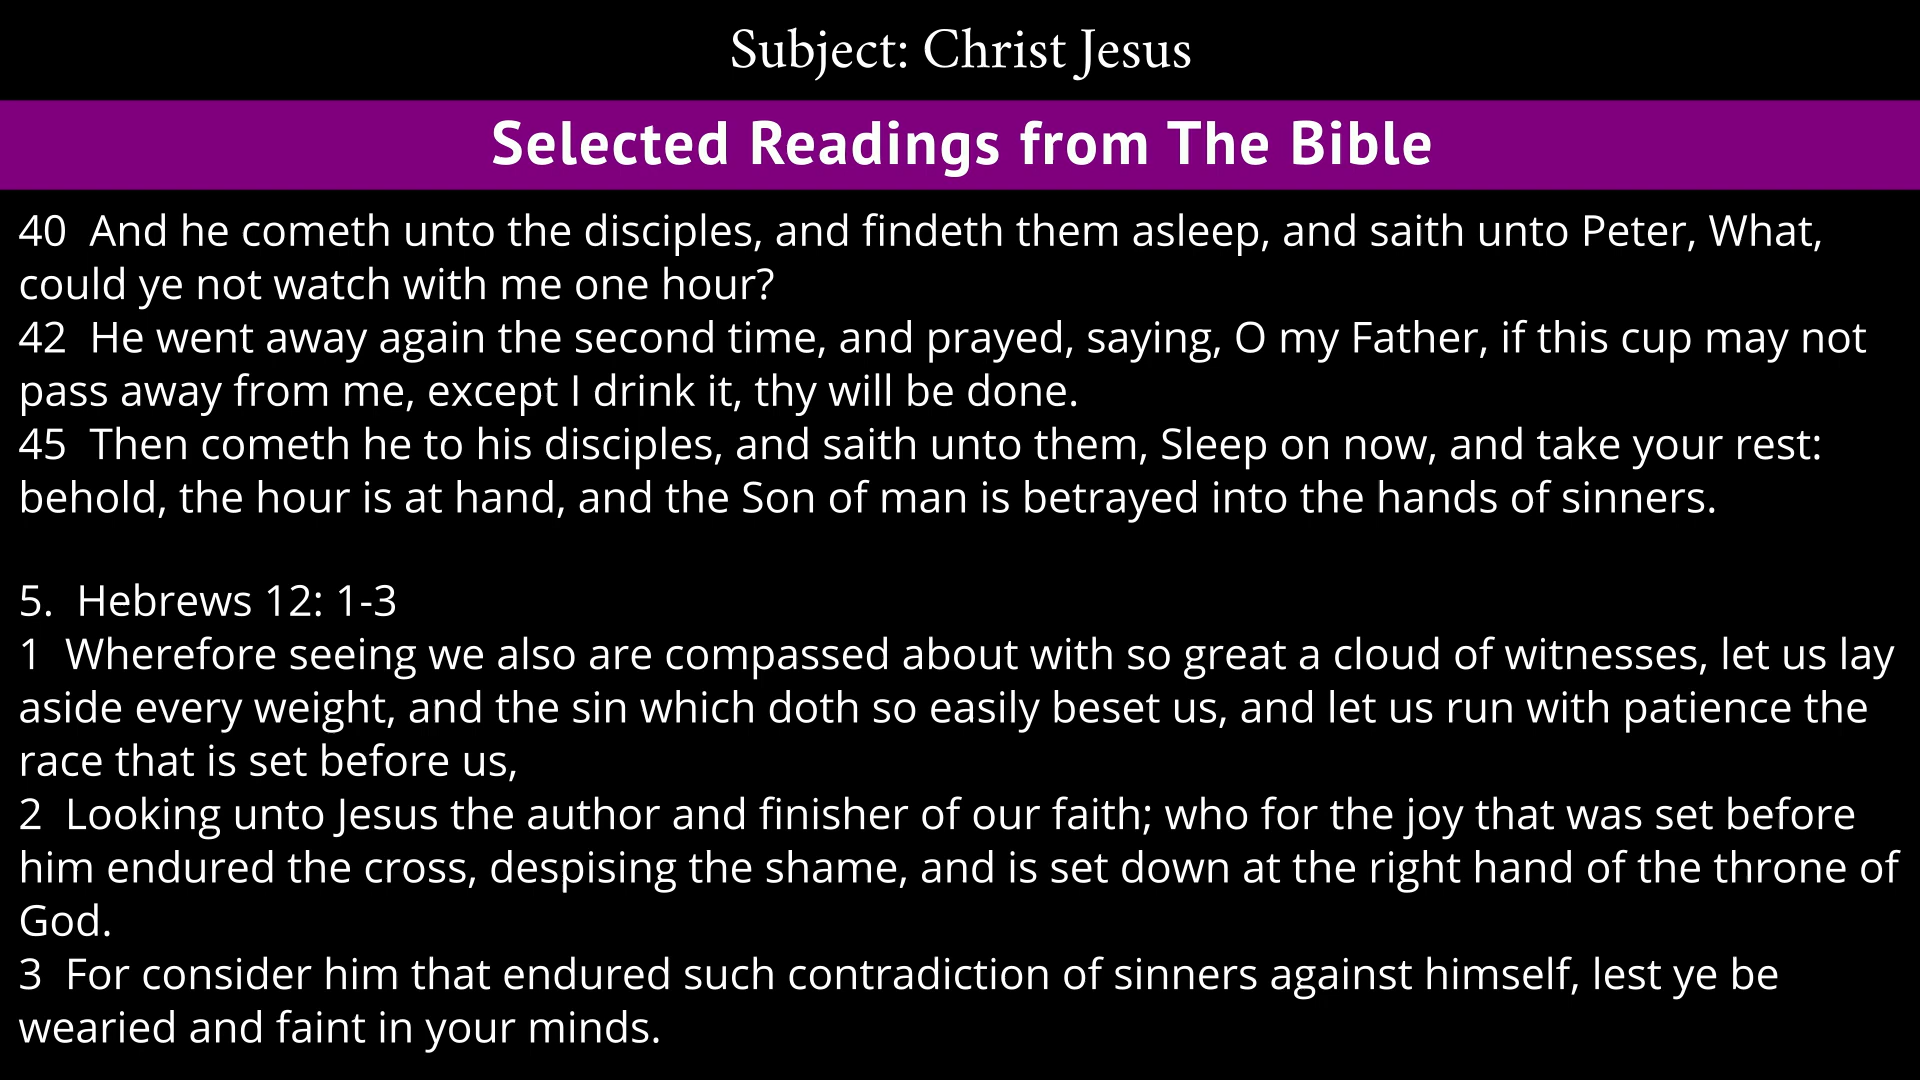 Subject: Christ Jesus
Selected Readings from The Bible
40  And he cometh unto the disciples, and findeth them asleep, and saith unto Peter, What,
could ye not watch with me one hour?
42  He went away again the second time, and prayed, saying, O my Father, if this cup may not
pass away from me, except I drink it, thy will be done.
45  Then cometh he to his disciples, and saith unto them, Sleep on now, and take your rest:
behold, the hour is at hand, and the Son of man is betrayed into the hands of sinners.
5.  Hebrews 12: 1-3
1  Wherefore seeing we also are compassed about with so great a cloud of witnesses, let us lay
aside every weight, and the sin which doth so easily beset us, and let us run with patience the
race that is set before us,
2  Looking unto Jesus the author and finisher of our faith; who for the joy that was set before
him endured the cross, despising the shame, and is set down at the right hand of the throne of
God.
3  For consider him that endured such contradiction of sinners against himself, lest ye be
wearied and faint in your minds.